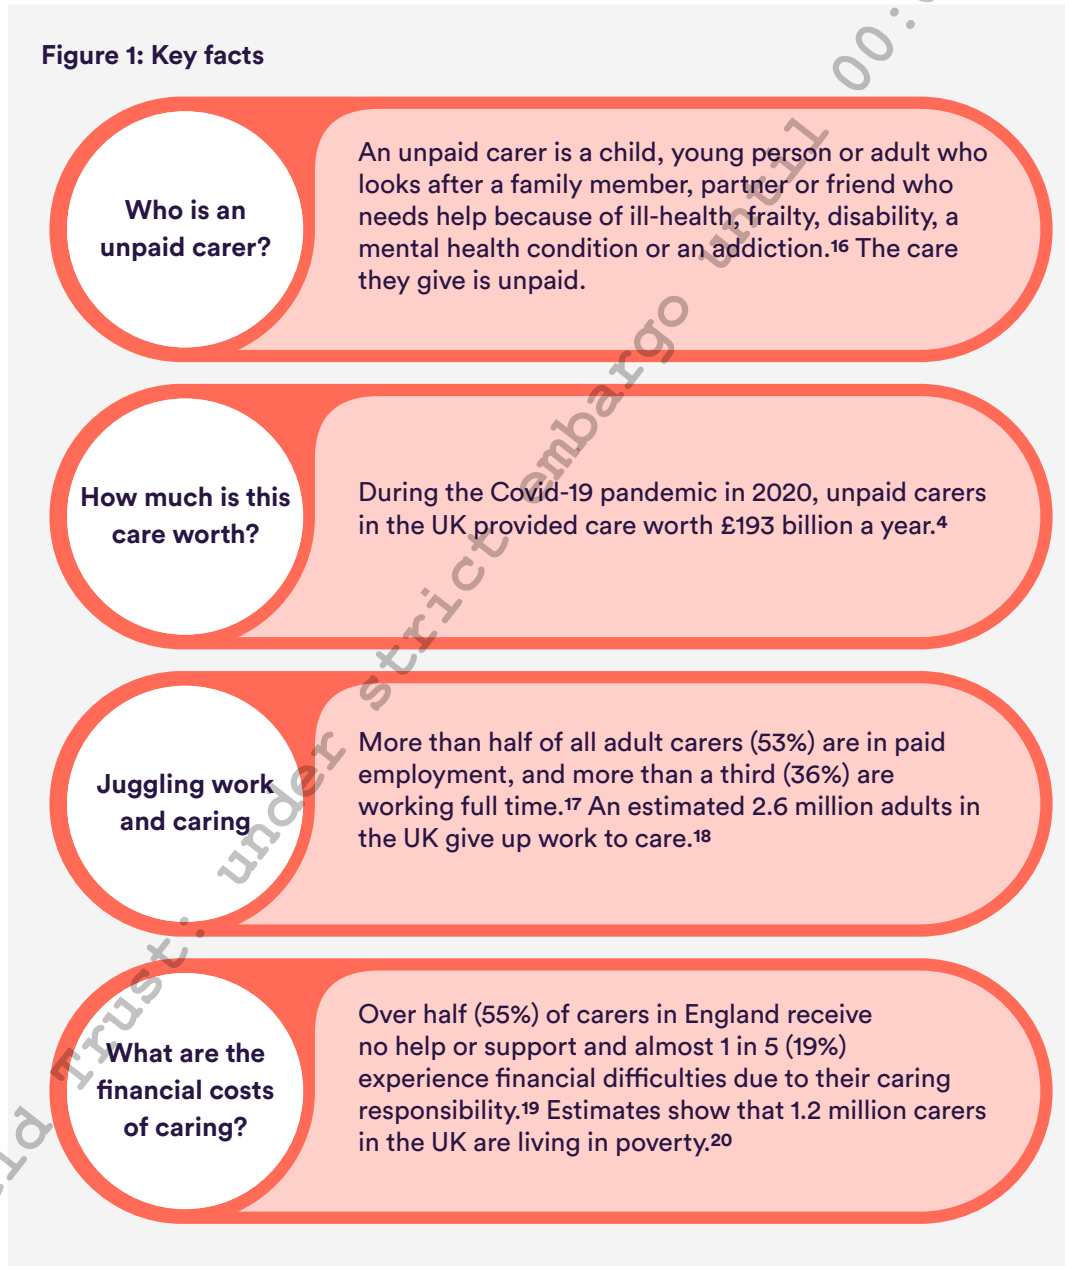 Figure 1: Key facts
Who is an
unpaid carer?
An unpaid carer is a child, young person or adult who
looks after a family member, partner or friend who
needs help because of ill-health, frailty, disability, a
mental health condition or an addiction.16 The care
they give is unpaid.
How much is this
care worth?
During the Covid-19 pandemic in 2020, unpaid carers
in the UK provided care worth £193 billion a year.4
Juggling work
and caring
More than half of all adult carers (53%) are in paid
employment, and more than a third (36%) are
working full time.17 An estimated 2.6 million adults in
the UK give up work to care.18
What are the
financial costs
of caring?
Over half (55%) of carers in England receive
no help or support and almost 1 in 5 (19%)
experience financial difficulties due to their caring
responsibility.19 Estimates show that 1.2 million carers
in the UK are living in poverty.20
Trust: under strict embargo until